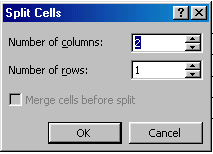 Split Cells ?
Number of columns: 2
Number of rows: 1
Merge cells before split
OK Cancel